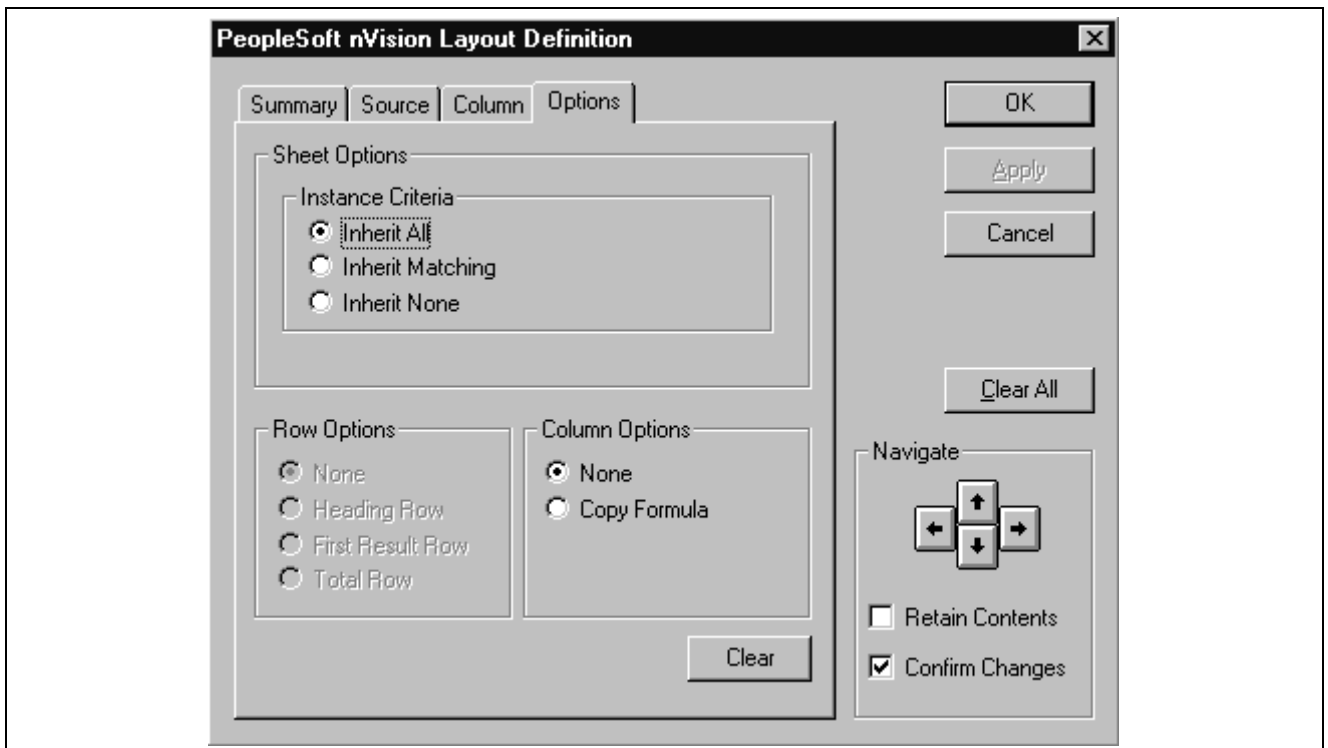 PeopleSoft nVision Layout Definition
Summary
Source
Column
Options
Sheet Options
Instance Criteria
Inherit All
Inherit Matching
Inherit None
Row Options
None
Heading Row
First Result Row
Total Row
Column Options
None
Copy Formula
Clear
OK
Apply
Cancel
Clear All
Navigate
Retain Contents
Confirm Changes